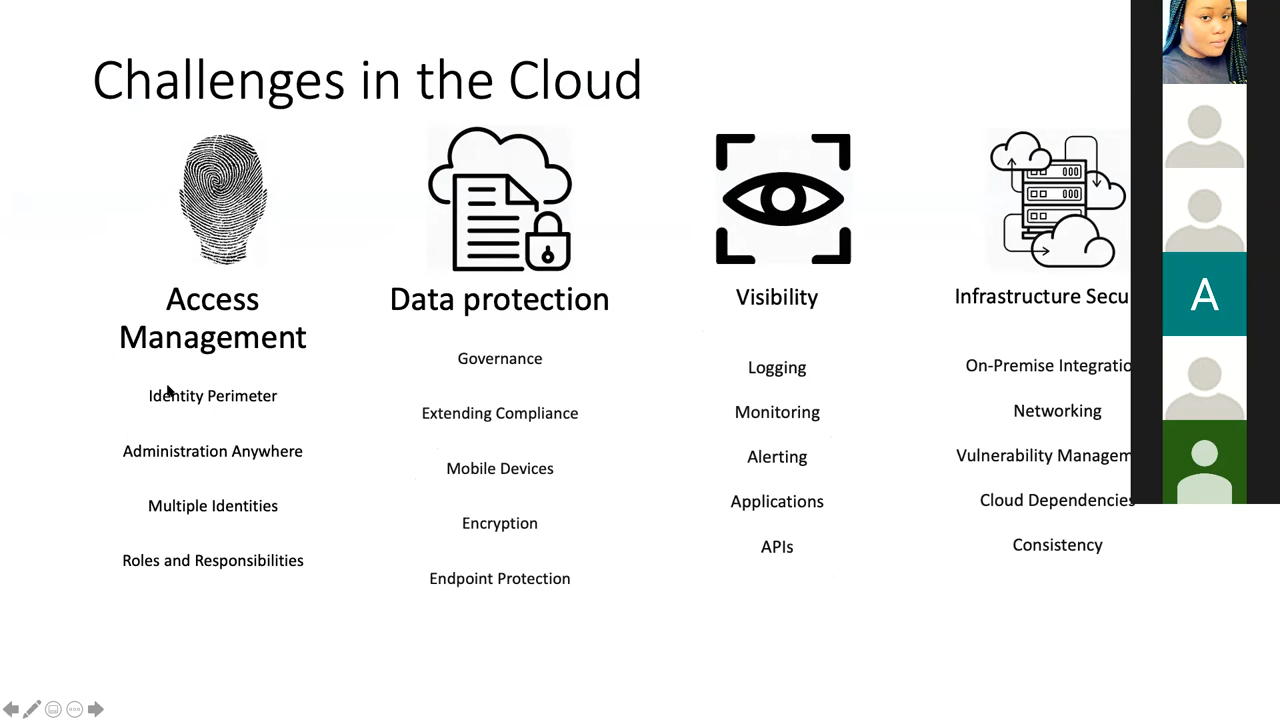 Challenges in the Cloud
Access
Management
Identity Perimeter
Administration Anywhere
Multiple Identities
Roles and Responsibilities
Data protection
Governance
Extending Compliance
Mobile Devices
Encryption
Endpoint Protection
Visibility
Logging
Monitoring
Alerting
Applications
APIs
Infrastructure Secu
On-Premise Integratio
Networking
Vulnerability Managem
Cloud Dependencies
Consistency
A